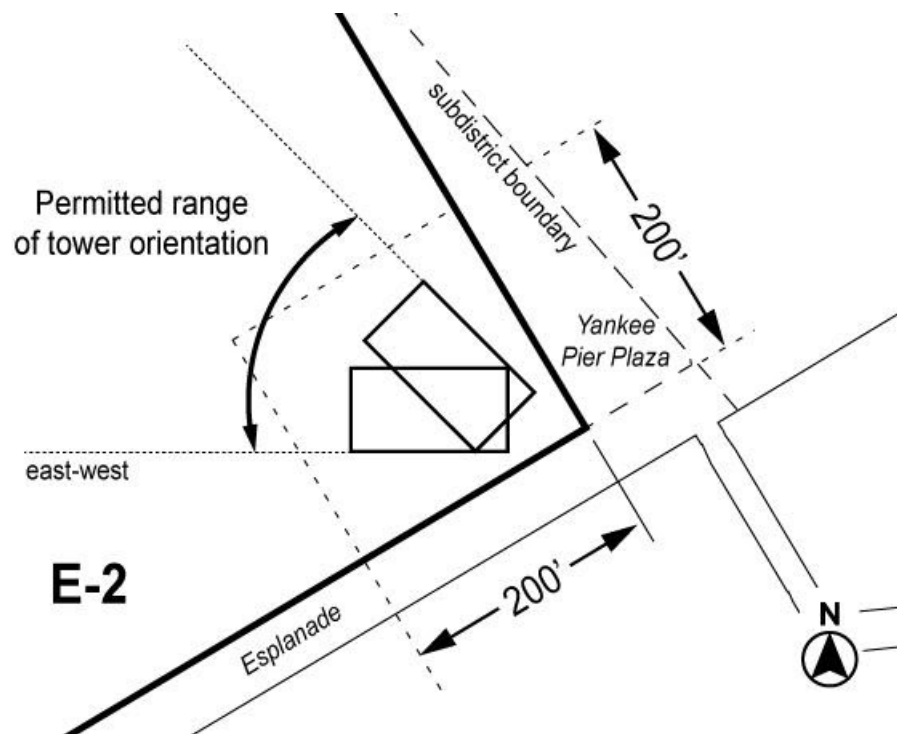 subdistrict boundary
Permitted range
of tower orientation
200’
Yankee
Pier Plaza
east-west
E-2
200’
Esplanade
N